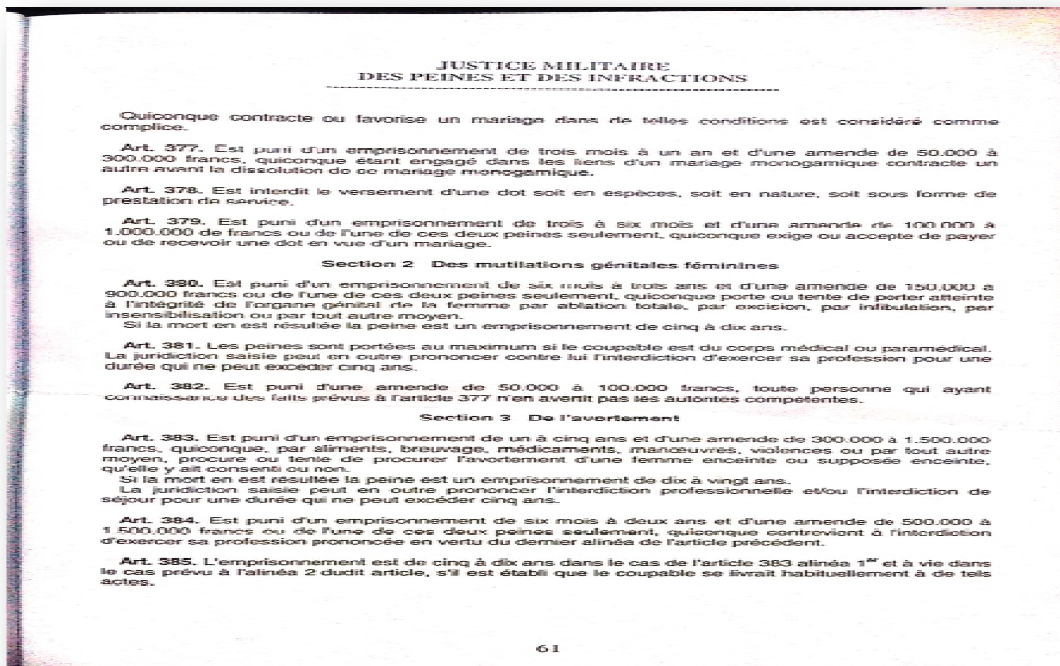 JUSTICE MILITAIRE
DES PEINES ET DES INFRACTIONS
Quiconque contracte ou favorise un mariage dans de telles conditions est considéré comme
complice.
Art. 377. Est puni d'un emprisonnement de trois mois à un an et d'une amende de 50.000 à
300.000 francs, quiconque étant engagé dans les liens d'un mariage monogamique contracte un
autre avant la dissolution de ce mariage monogamique.
Art. 378. Est interdit le versement d'une dot soit en espèces, soit en nature, soit sous forme de
prestation de service.
Art. 379. Est puni d'un emprisonnement de trois à six mois et d'une amende de 100.000 à
1.000.000 de francs ou de l'une de ces deux peines seulement, quiconque exige ou accepte de payer
ou de recevoir une dot en vue d'un mariage.
Section 2 Des mutilations génitales féminines
Art. 390. Est puni d'un emprisonnement de six mois à trois ans et d'une amende de 150.000 à
900.000 francs ou de l'une de ces deux peines seulement, quiconque porte ou tente de porter atteinte
à l'intégrité de l'organe génital de la femme par ablation totale, par excision, par infibulation, par
insensibilisation ou par tout autre moyen.
Si la mort en est résultée la peine est un emprisonnement de cinq à dix ans.
Art. 381. Les peines sont portées au maximum si le coupable est du corps médical ou paramédical.
La juridiction saisie peut en outre prononcer contre lui l'interdiction d'exercer sa profession pour une
durée qui ne peut excéder cinq ans.
Art. 382. Est puni d'une amende de 50.000 à 100.000 francs, toute personne qui ayant
connaissance des faits prévus à l'article 377 n'en avertit pas les autorités compétentes.
Section 3 De l'avortement
Art. 383. Est puni d'un emprisonnement de un à cinq ans et d'une amende de 300.000 à 1.500.000
francs, quiconque, par aliments, breuvage, médicaments, manœuvres, violences ou par tout autre
moyen, procure ou tente de procurer l'avortement d'une femme enceinte ou supposée enceinte,
qu'elle y ait consenti ou non.
Si la mort en est résultée la peine est un emprisonnement de dix à vingt ans.
La juridiction saisie peut en outre prononcer l'interdiction professionnelle et/ou l'interdiction de
séjour pour une durée qui ne peut excéder cinq ans.
Art. 384. Est puni d'un emprisonnement de six mois à deux ans et d'une amende de 500.000 à
1.500.000 francs ou de l'une de ces deux peines seulement, quiconque contrevient à l'interdiction
d'exercer sa profession prononcée en vertu du dernier alinéa de l'article précédent.
Art. 385. L'emprisonnement est de cinq à dix ans dans le cas de l'article 383 alinéa 1er et à vie dans
le cas prévu à l'alinéa 2 dudit article, s'il est établi que le coupable se livrait habituellement à de tels
actes.
61